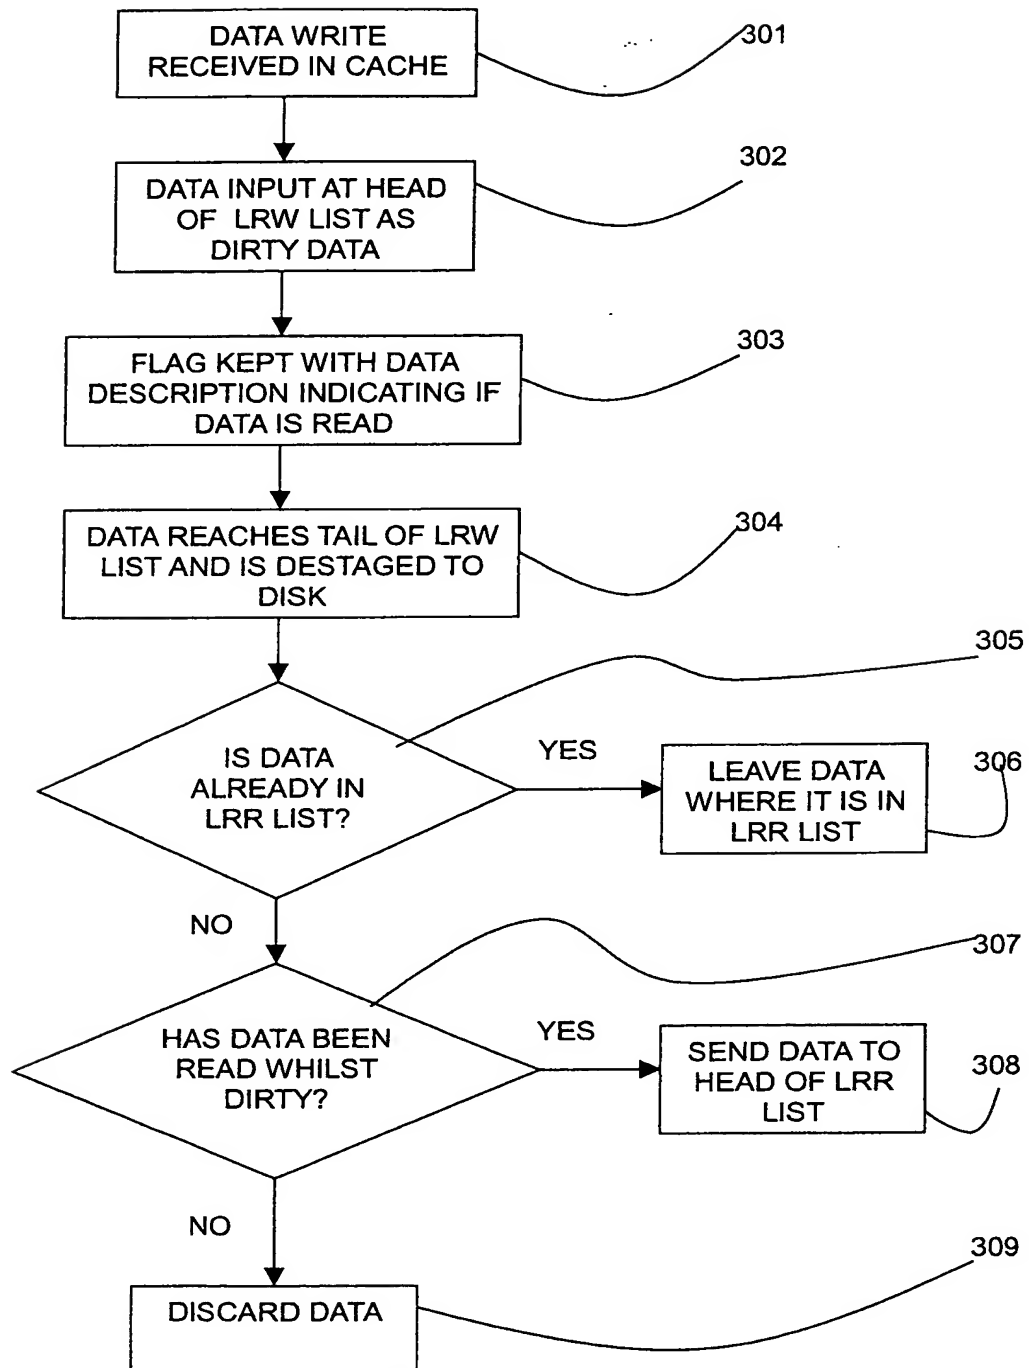 DATA WRITE
RECEIVED IN CACHE
301
DATA INPUT AT HEAD
OF LRW LIST AS
DIRTY DATA
302
FLAG KEPT WITH DATA
DESCRIPTION INDICATING IF
DATA IS READ
303
DATA REACHES TAIL OF LRW
LIST AND IS DESTAGED TO
DISK
304
IS DATA
ALREADY IN
LRR LIST?
305
YES
LEAVE DATA
WHERE IT IS IN
LRR LIST
306
NO
HAS DATA BEEN
READ WHILST
DIRTY?
307
YES
SEND DATA TO
HEAD OF LRR
LIST
308
NO
DISCARD DATA
309